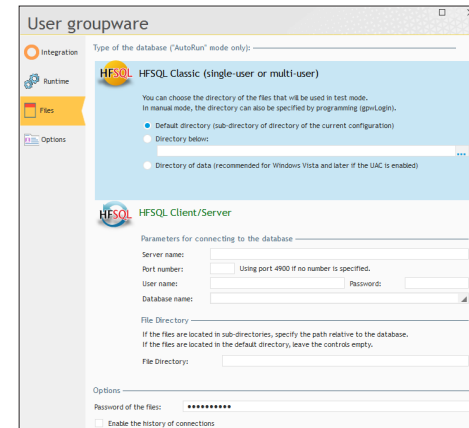 User groupware
Integration
Runtime
Files
Options
Type of the database ("AutoRun" mode only):
HFSQL
HFSQL Classic (single-user or multi-user)
You can choose the directory of the files that will be used in test mode.
In manual mode, the directory can also be specified by programming (gpwLogin).
Default directory (sub-directory of directory of the current configuration)
Directory below:
...
Directory of data (recommended for Windows Vista and later if the UAC is enabled)
HFSQL
HFSQL Client/Server
Parameters for connecting to the database
Server name:
Port number: Using port 4900 if no number is specified.
User name: Password:
Database name:
File Directory
If the files are located in sub-directories, specify the path relative to the database.
If the files are located in the default directory, leave the controls empty.
File Directory:
Options
Password of the files: ••••••••••
Enable the history of connections